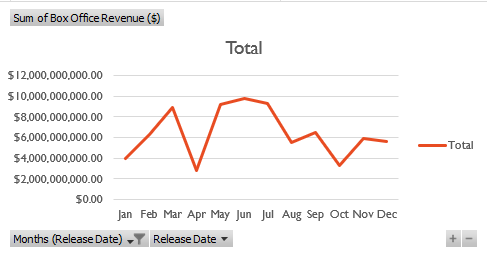 Sum of Box Office Revenue ($)
Total
$12,000,000,000.00
$10,000,000,000.00
$8,000,000,000.00
$6,000,000,000.00
$4,000,000,000.00
$2,000,000,000.00
$0.00
Jan Feb Mar Apr May Jun Jul Aug Sep Oct Nov Dec
Total
Months (Release Date) Release Date
+ -